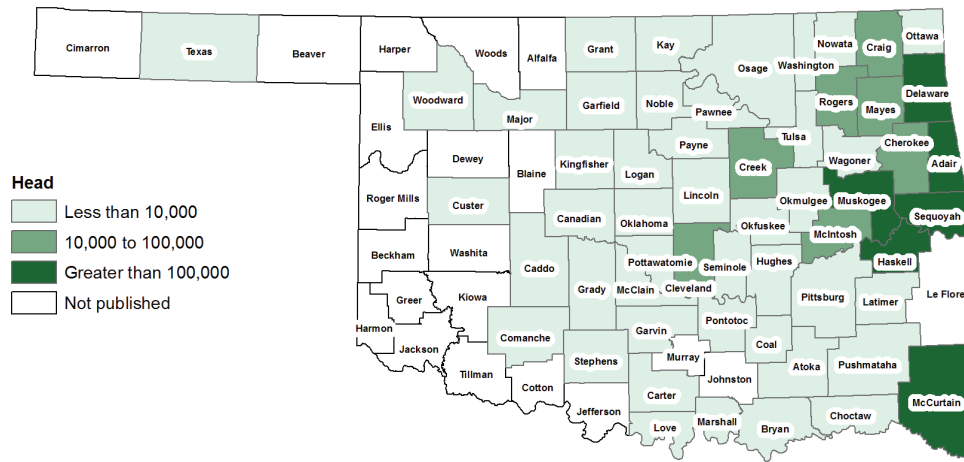 Cimarron
Texas
Beaver
Harper
Woods
Alfalfa
Grant
Kay
Osage
Washington
Nowata
Craig
Ottawa
Woodward
Major
Garfield
Noble
Pawnee
Rogers
Mayes
Delaware
Ellis
Dewey
Blaine
Kingfisher
Logan
Payne
Creek
Tulsa
Wagoner
Cherokee
Adair
Roger Mills
Custer
Canadian
Oklahoma
Lincoln
Okfuskee
Okmulgee
Muskogee
Sequoyah
Beckham
Washita
Caddo
Grady
McClain
Cleveland
Pottawatomie
Seminole
Hughes
McIntosh
Haskell
Le Flore
Greer
Kiowa
Harmon
Jackson
Tillman
Comanche
Cotton
Stephens
Jefferson
Garvin
Murray
Carter
Love
Pontotoc
Johnston
Marshall
Coal
Atoka
Bryan
Pittsburg
Latimer
Pushmataha
Choctaw
McCurtain
Head
Less than 10,000
10,000 to 100,000
Greater than 100,000
Not published